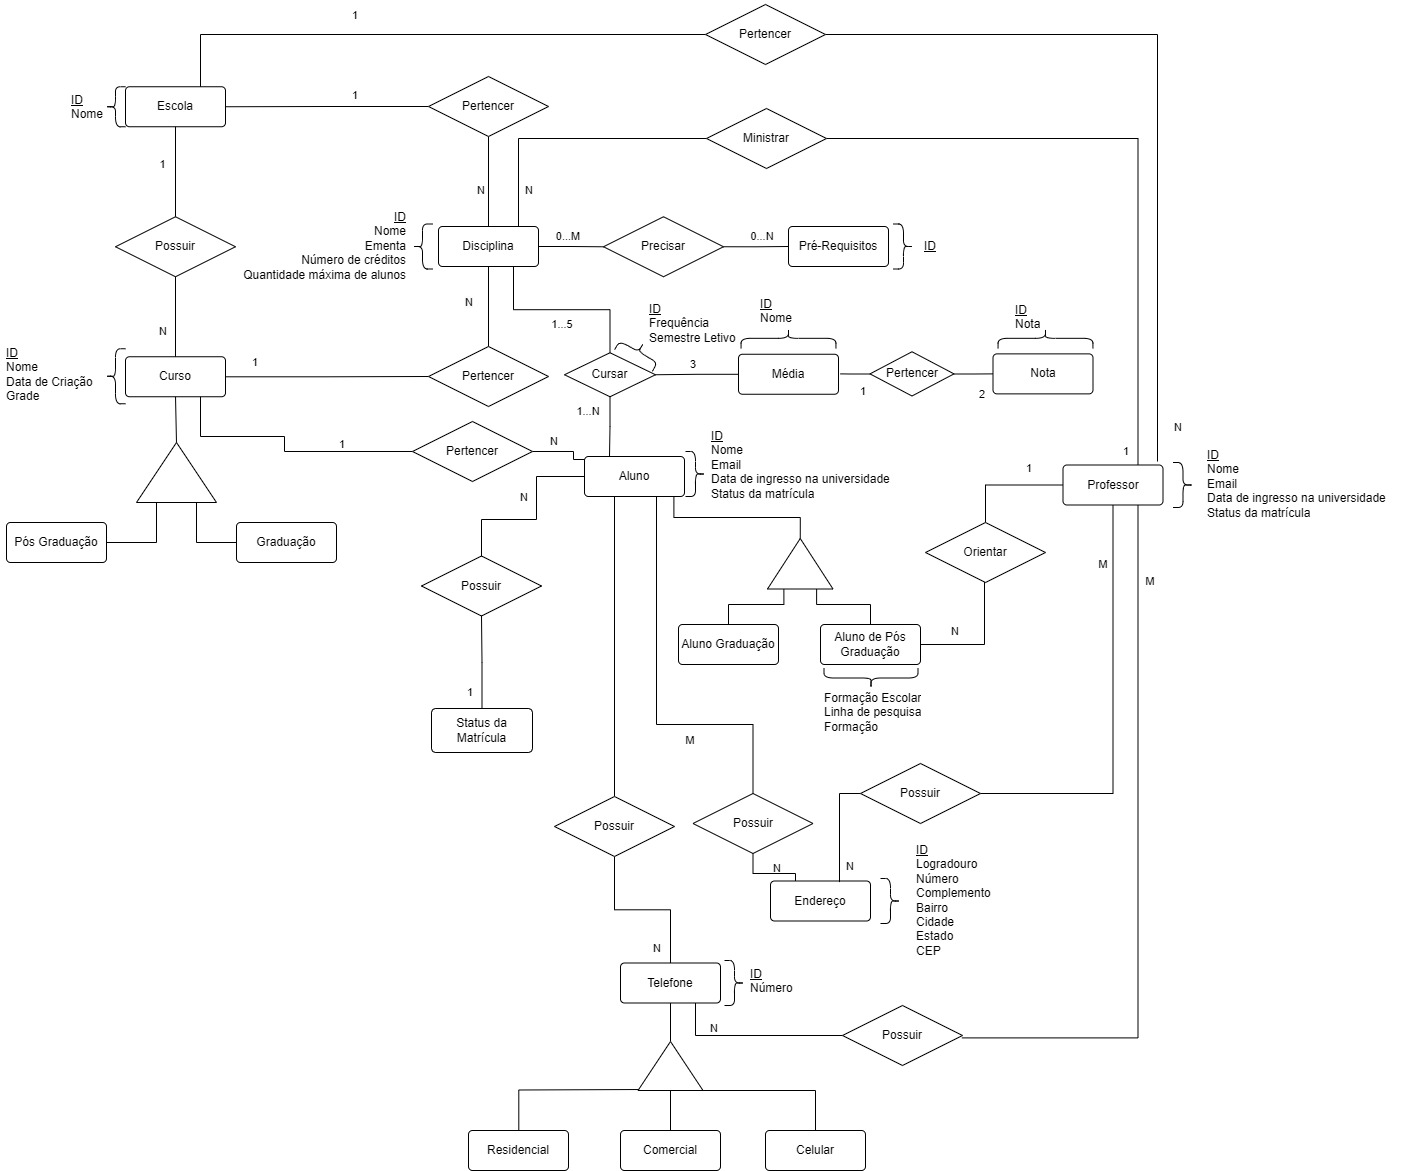 1
Pertencer
ID
Nome
Escola
1
Pertencer
Ministrar
1
N
N
Possuir
ID
Nome
Ementa
Número de créditos
Quantidade máxima de alunos
Disciplina
0...M
Precisar
0...N
Pré-Requisitos
ID
N
N
1...5
ID
Frequência
Semestre Letivo
ID
Nome
ID
Nota
ID
Nome
Data de Criação
Grade
Curso
1
Pertencer
Cursar
3
Média
1
Pertencer
2
Nota
1...N
1
Pertencer
N
N
1
Aluno
ID
Nome
Email
Data de ingresso na universidade
Status da matrícula
1
Professor
ID
Nome
Email
Data de ingresso na universidade
Status da matrícula
N
Pós Graduação
Graduação
Orientar
M
M
Possuir
Aluno Graduação
Aluno de Pós
Graduação
N
Formação Escolar
Linha de pesquisa
Formação
1
Status da
Matrícula
M
Possuir
Possuir
Possuir
N
N
Endereço
ID
Logradouro
Número
Complemento
Bairro
Cidade
Estado
CEP
N
Telefone
ID
Número
N
Possuir
Residencial
Comercial
Celular